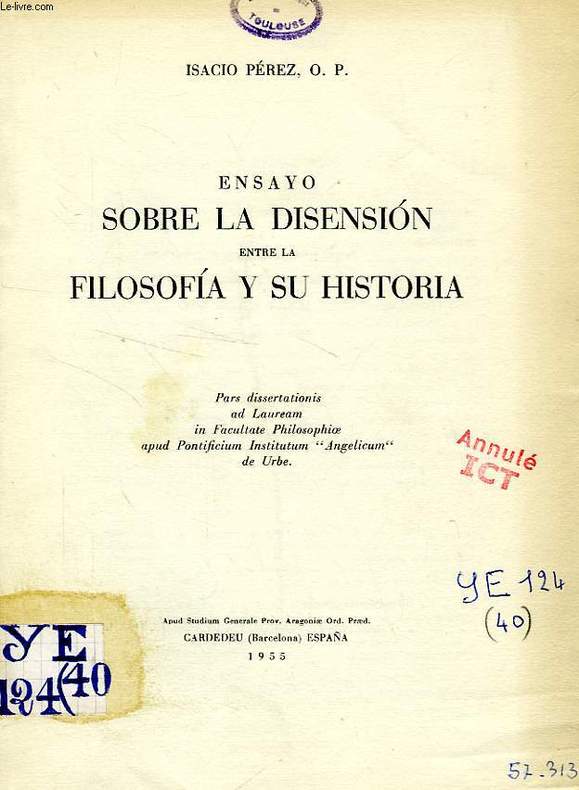 Le-livre.com
TOULOUSE
ISACIO PÉREZ, O. P.
ENSAYO
SOBRE LA DISENSIÓN
ENTRE LA
FILOSOFÍA Y SU HISTORIA
Pars dissertationis
ad Lauream
in Facultate Philosophiæ
apud Pontificium Institutum “Angelicum“
de Urbe.
Annulé
ICT
YE 124
(40)
Apud Studium Generale Prov. Aragoniæ Ord. Præd.
CARDEDEU (Barcelona) ESPAÑA
1955
YE
124(40
57.313